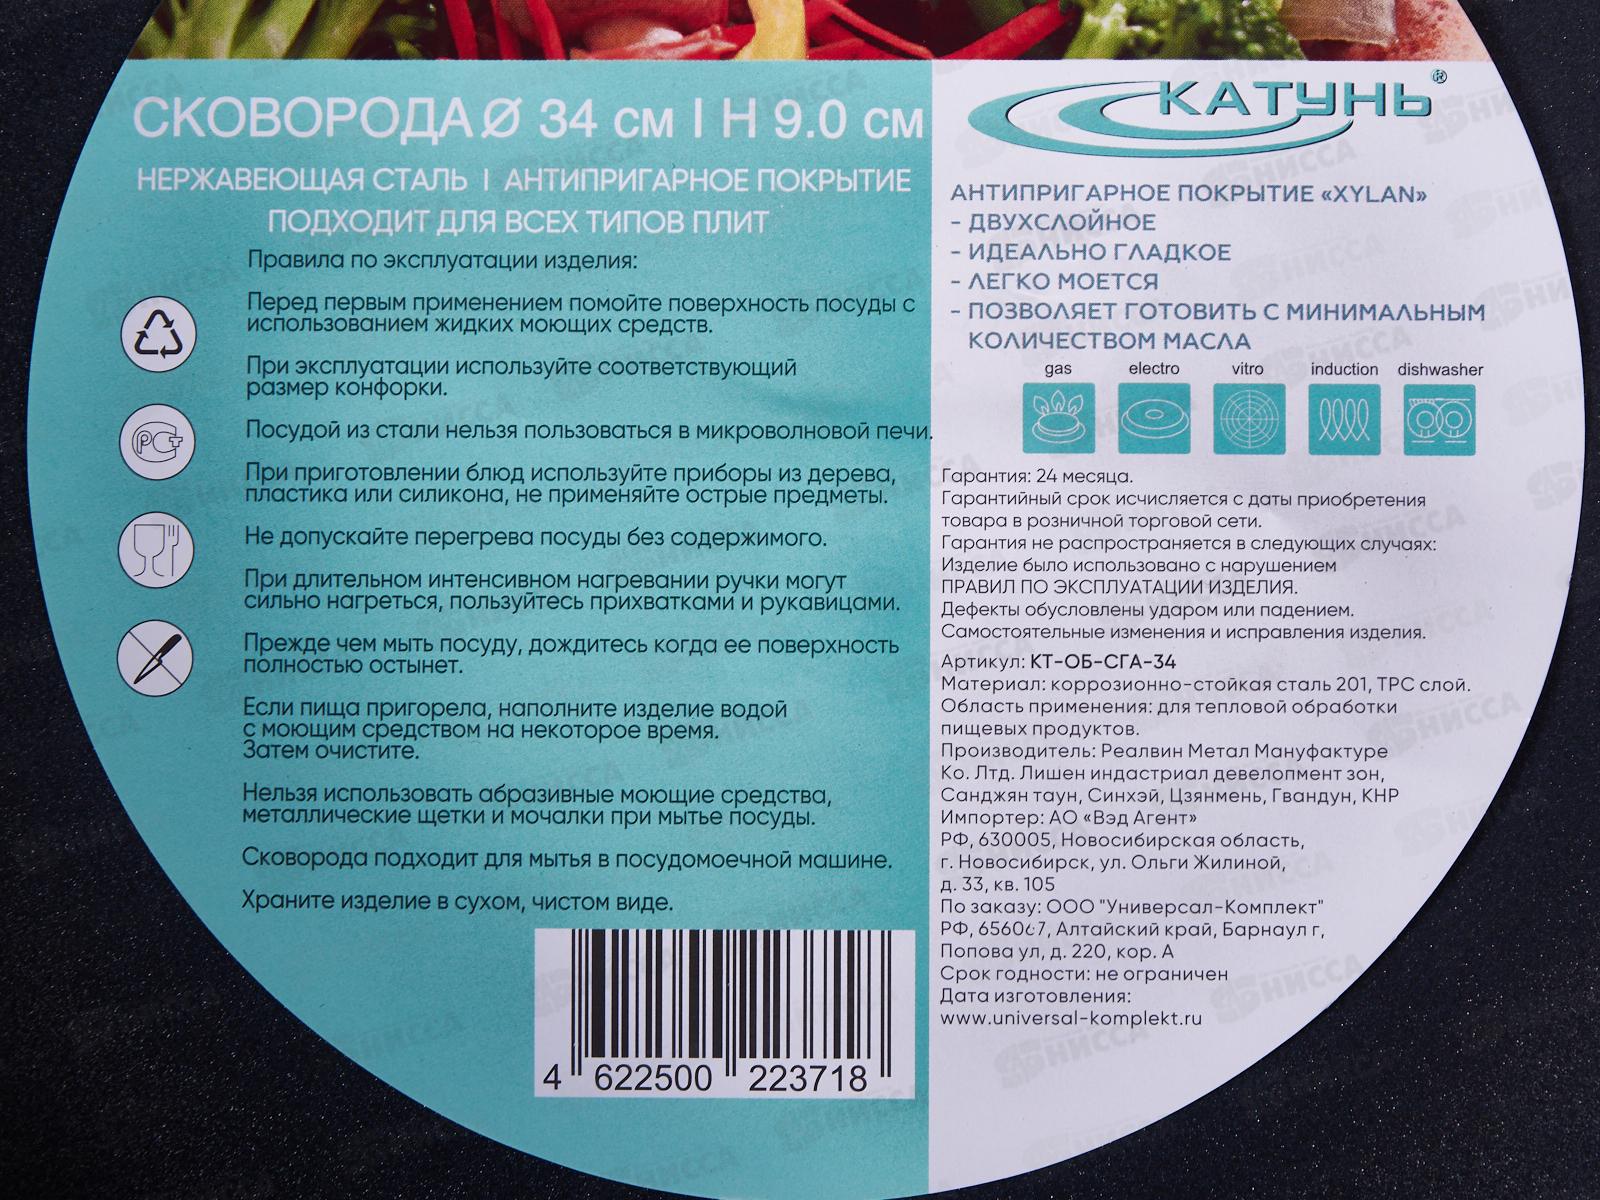 СКОВОРОДА Ø 34 см | Н 9.0 см
НЕРЖАВЕЮЩАЯ СТАЛЬ | АНТИПРИГАРНОЕ ПОКРЫТИЕ
ПОДХОДИТ ДЛЯ ВСЕХ ТИПОВ ПЛИТ
Правила по эксплуатации изделия:
Перед первым применением помойте поверхность посуды с
использованием жидких моющих средств.
При эксплуатации используйте соответствующий
размер конфорки.
Посудой из стали нельзя пользоваться в микроволновой печи.
При приготовлении блюд используйте приборы из дерева,
пластика или силикона, не применяйте острые предметы.
Не допускайте перегрева посуды без содержимого.
При длительном интенсивном нагревании ручки могут
сильно нагреться, пользуйтесь прихватками и рукавицами.
Прежде чем мыть посуду, дождитесь когда ее поверхность
полностью остынет.
Если пища пригорела, наполните изделие водой
с моющим средством на некоторое время.
Затем очистите.
Нельзя использовать абразивные моющие средства,
металлические щетки и мочалки при мытье посуды.
Сковорода подходит для мытья в посудомоечной машине.
Храните изделие в сухом, чистом виде.
РСТ
4 622500 223718
КАТУНЬ®
АНТИПРИГАРНОЕ ПОКРЫТИЕ «XYLAN»
- ДВУХСЛОЙНОЕ
- ИДЕАЛЬНО ГЛАДКОЕ
- ЛЕГКО МОЕТСЯ
- ПОЗВОЛЯЕТ ГОТОВИТЬ С МИНИМАЛЬНЫМ
КОЛИЧЕСТВОМ МАСЛА
gas electro vitro induction dishwasher
Гарантия: 24 месяца.
Гарантийный срок исчисляется с даты приобретения
товара в розничной торговой сети.
Гарантия не распространяется в следующих случаях:
Изделие было использовано с нарушением
ПРАВИЛ ПО ЭКСПЛУАТАЦИИ ИЗДЕЛИЯ.
Дефекты обусловлены ударом или падением.
Самостоятельные изменения и исправления изделия.
Артикул: КТ-ОБ-СГА-34
Материал: коррозионно-стойкая сталь 201, ТРС слой.
Область применения: для тепловой обработки
пищевых продуктов.
Производитель: Реалвин Метал Мануфактуре
Ко. Лтд. Лишен индастриал девелопмент зон,
Санджян таун, Синхэй, Цзянмень, Гвандун, КНР
Импортер: АО «Вэд Агент»
РФ, 630005, Новосибирская область,
г. Новосибирск, ул. Ольги Жилиной,
д. 33, кв. 105
По заказу: ООО "Универсал-Комплект"
РФ, 656067, Алтайский край, Барнаул г,
Попова ул, д. 220, кор. А
Срок годности: не ограничен
Дата изготовления:
www.universal-komplekt.ru
НИССА